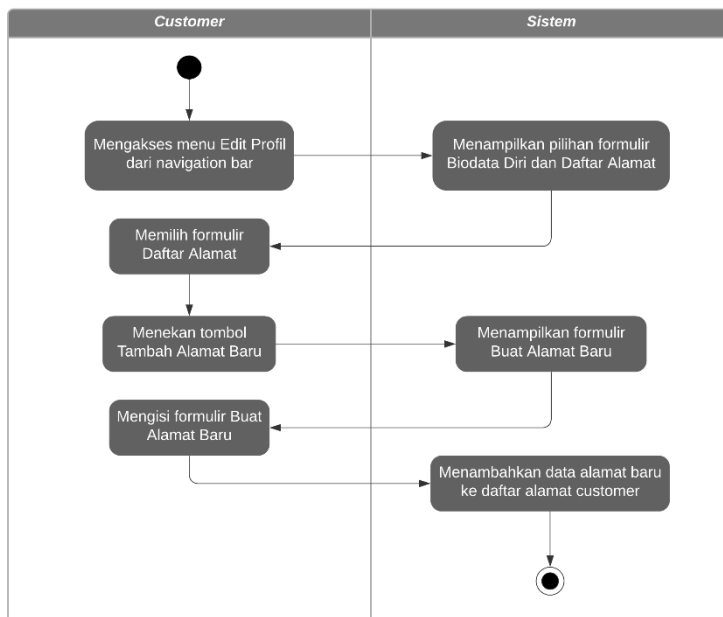 Customer
Sistem
Mengakses menu Edit Profil
dari navigation bar
Menampilkan pilihan formulir
Biodata Diri dan Daftar Alamat
Memilih formulir
Daftar Alamat
Menekan tombol
Tambah Alamat Baru
Menampilkan formulir
Buat Alamat Baru
Mengisi formulir Buat
Alamat Baru
Menambahkan data alamat baru
ke daftar alamat customer